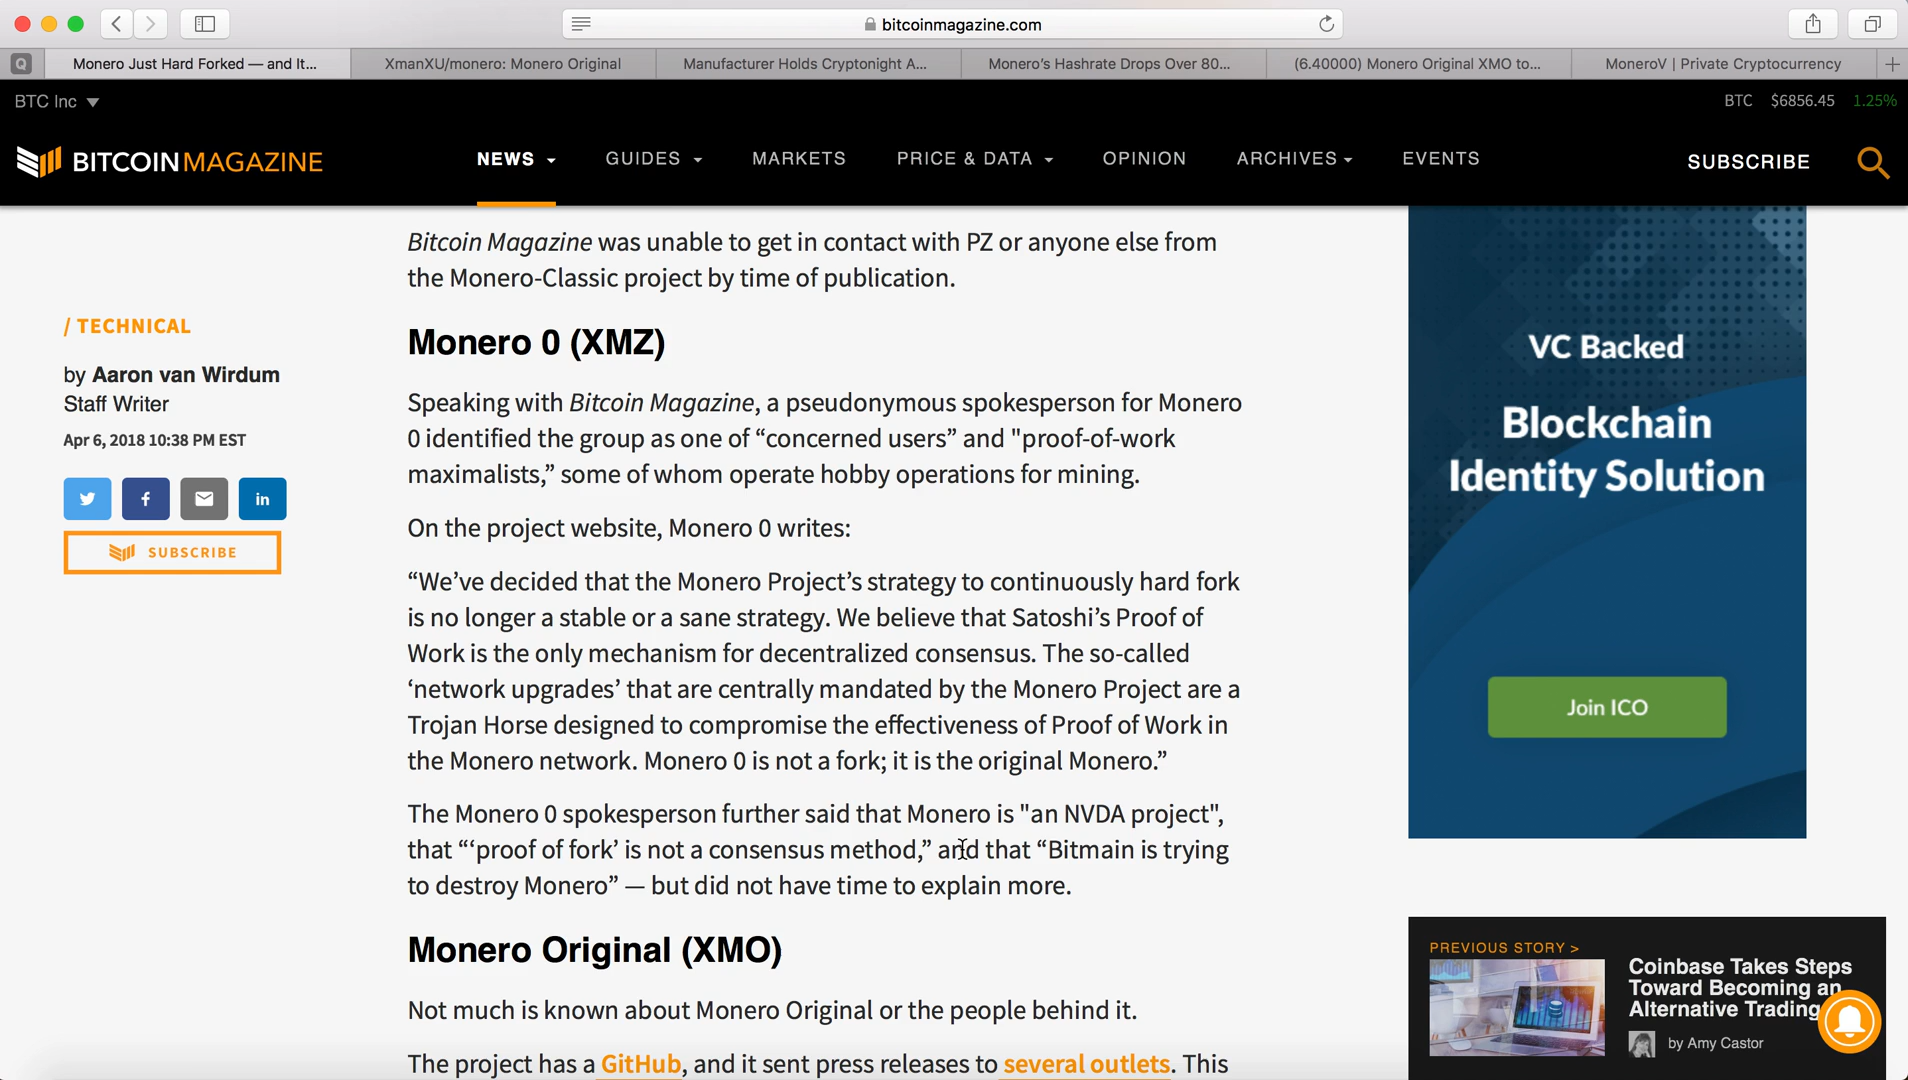 bitcoinmagazine.com
Q
Monero Just Hard Forked — and It...
XmanXU/monero: Monero Original
Manufacturer Holds Cryptonight A...
Monero's Hashrate Drops Over 80...
(6.40000) Monero Original XMO to...
MoneroV | Private Cryptocurrency
BTC Inc
BTC $6856.45 1.25%
BITCOINMAGAZINE
NEWS
GUIDES
MARKETS
PRICE & DATA
OPINION
ARCHIVES
EVENTS
SUBSCRIBE
/ TECHNICAL
by Aaron van Wirdum
Staff Writer
Apr 6, 2018 10:38 PM EST
f
in
SUBSCRIBE
Bitcoin Magazine was unable to get in contact with PZ or anyone else from
the Monero-Classic project by time of publication.
Monero 0 (XMZ)
Speaking with Bitcoin Magazine, a pseudonymous spokesperson for Monero
0 identified the group as one of “concerned users” and "proof-of-work
maximalists,” some of whom operate hobby operations for mining.
On the project website, Monero 0 writes:
“We’ve decided that the Monero Project’s strategy to continuously hard fork
is no longer a stable or a sane strategy. We believe that Satoshi’s Proof of
Work is the only mechanism for decentralized consensus. The so-called
‘network upgrades’ that are centrally mandated by the Monero Project are a
Trojan Horse designed to compromise the effectiveness of Proof of Work in
the Monero network. Monero 0 is not a fork; it is the original Monero.”
The Monero 0 spokesperson further said that Monero is "an NVDA project",
that “‘proof of fork’ is not a consensus method,” and that “Bitmain is trying
to destroy Monero” — but did not have time to explain more.
Monero Original (XMO)
Not much is known about Monero Original or the people behind it.
The project has a GitHub, and it sent press releases to several outlets. This
VC Backed
Blockchain
Identity Solution
Join ICO
PREVIOUS STORY >
Coinbase Takes Steps
Toward Becoming an
Alternative Trading
by Amy Castor